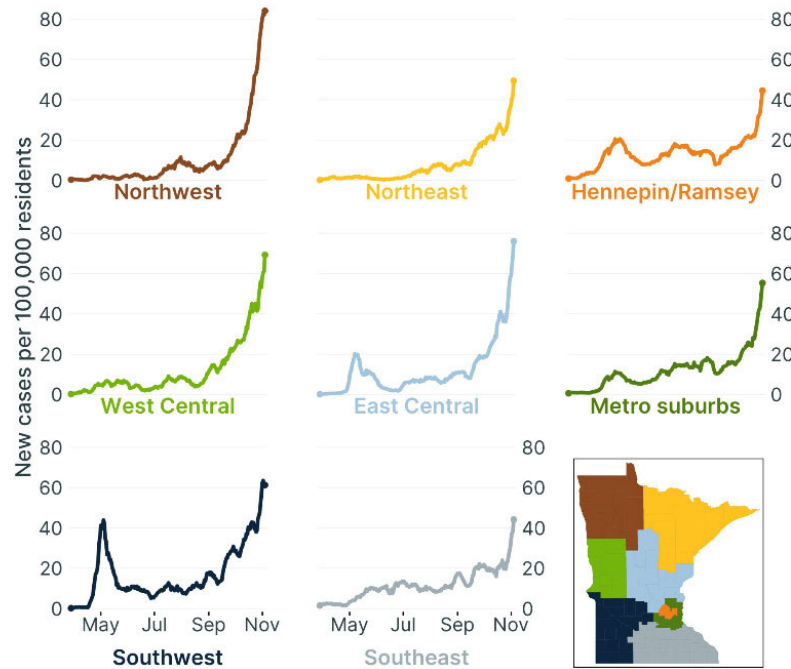 New cases per 100,000 residents
80
60
40
20
0
Northwest
Northeast
80
60
40
20
0
Hennepin/Ramsey
80
60
40
20
0
West Central
East Central
80
60
40
20
0
Metro suburbs
80
60
40
20
0
May Jul Sep Nov
Southwest
80
60
40
20
0
May Jul Sep Nov
Southeast